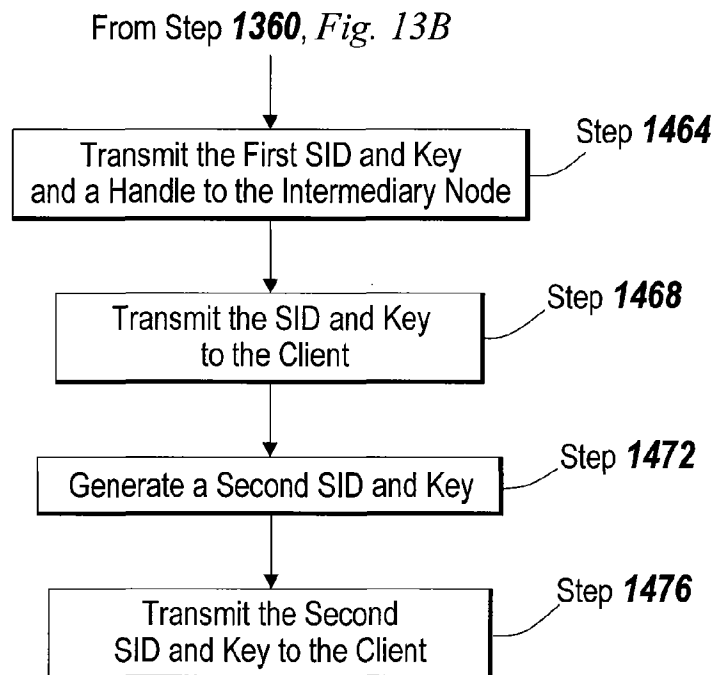 From Step 1360, Fig. 13B
Step 1464
Transmit the First SID and Key
and a Handle to the Intermediary Node
Step 1468
Transmit the SID and Key
to the Client
Step 1472
Generate a Second SID and Key
Step 1476
Transmit the Second
SID and Key to the Client